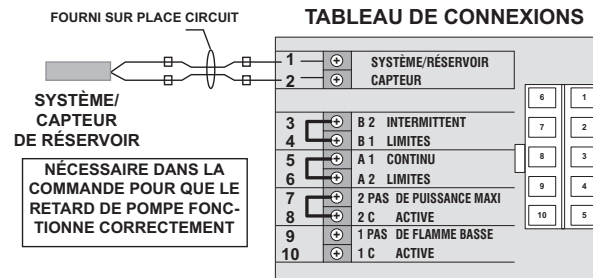 FOURNI SUR PLACE CIRCUIT
TABLEAU DE CONNEXIONS
1 SYSTÈME/RÉSERVOIR
2 CAPTEUR
SYSTÈME/
CAPTEUR
DE RÉSERVOIR
NÉCESSAIRE DANS LA
COMMANDE POUR QUE LE
RETARD DE POMPE FONC-
TIONNE CORRECTEMENT
3 B 2 INTERMITTENT
4 B 1 LIMITES
5 A 1 CONTINU
6 A 2 LIMITES
7 2 PAS DE PUISSANCE MAXI
8 2 C ACTIVE
9 1 PAS DE FLAMME BASSE
10 1 C ACTIVE
6 1
7 2
8 3
9 4
10 5